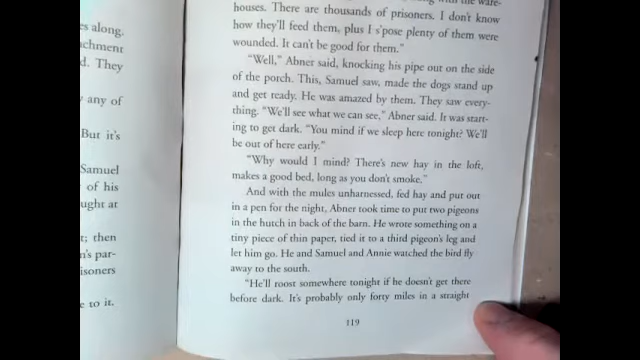 s along.
chment
d. They
any of
But it's
Samuel
of his
ught at
t; then
n's par-
isoners
e to it.
with the ware-
houses. There are thousands of prisoners. I don't know
how they'll feed them, plus I s'pose plenty of them were
wounded. It can't be good for them."
"Well," Abner said, knocking his pipe out on the side
of the porch. This, Samuel saw, made the dogs stand up
and get ready. He was amazed by them. They saw every-
thing. "We'll see what we can see," Abner said. It was start-
ing to get dark. "You mind if we sleep here tonight? We'll
be out of here early."
"Why would I mind? There's new hay in the loft,
makes a good bed, long as you don't smoke."
And with the mules unharnessed, fed hay and put out
in a pen for the night, Abner took time to put two pigeons
in the hutch in back of the barn. He wrote something on a
tiny piece of thin paper, tied it to a third pigeon's leg and
let him go. He and Samuel and Annie watched the bird fly
away to the south.
"He'll roost somewhere tonight if he doesn't get there
before dark. It's probably only forty miles in a straight
119